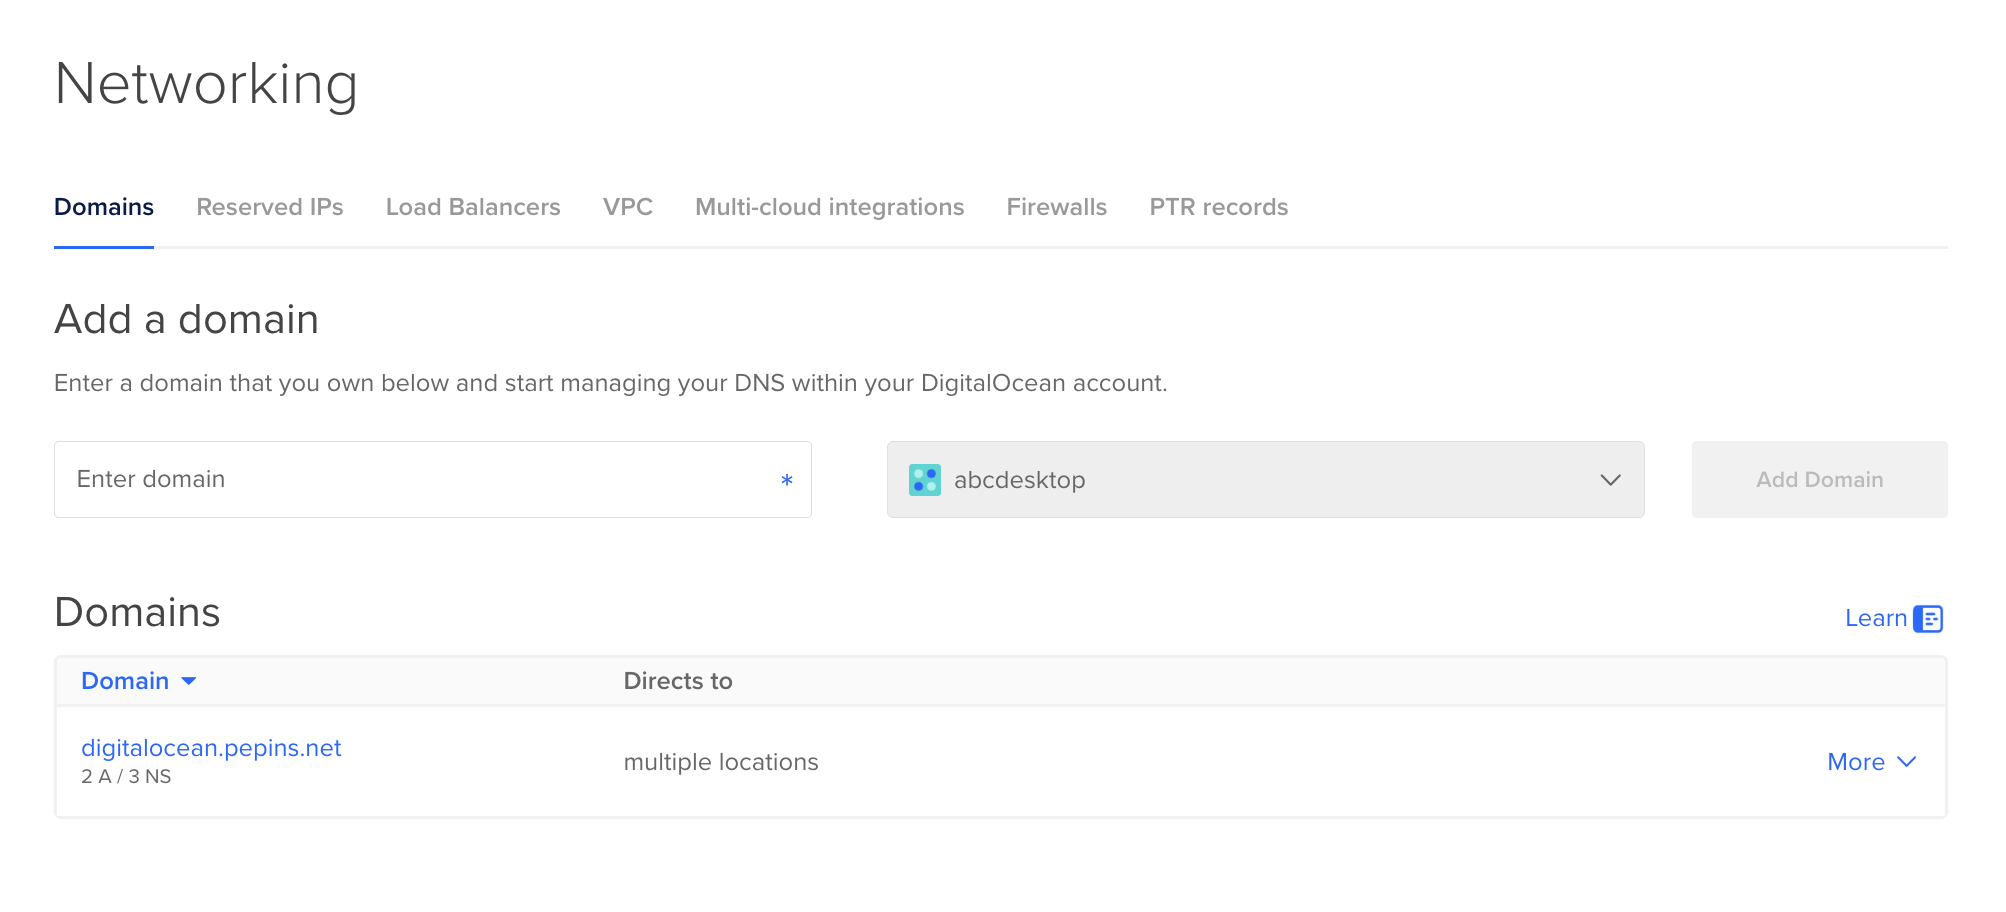 Networking
Domains Reserved IPs Load Balancers VPC Multi-cloud integrations Firewalls PTR records
Add a domain
Enter a domain that you own below and start managing your DNS within your DigitalOcean account.
Enter domain * abcdesktop Add Domain
Domains
Learn
Domain Directs to
digitalocean.pepins.net
2 A / 3 NS
multiple locations
More